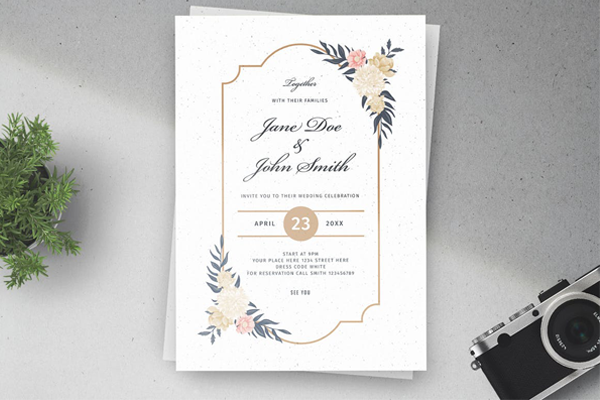 Together
WITH THEIR FAMILIES
Jane Doe
&
John Smith
INVITE YOU TO THEIR WEDDING CELEBRATION
APRIL 23 20XX
START AT 9PM
YOUR PLACE HERE 1234 STREET HERE
DRESS CODE WHITE
FOR RESERVATION CALL SMITH 123456789
SEE YOU